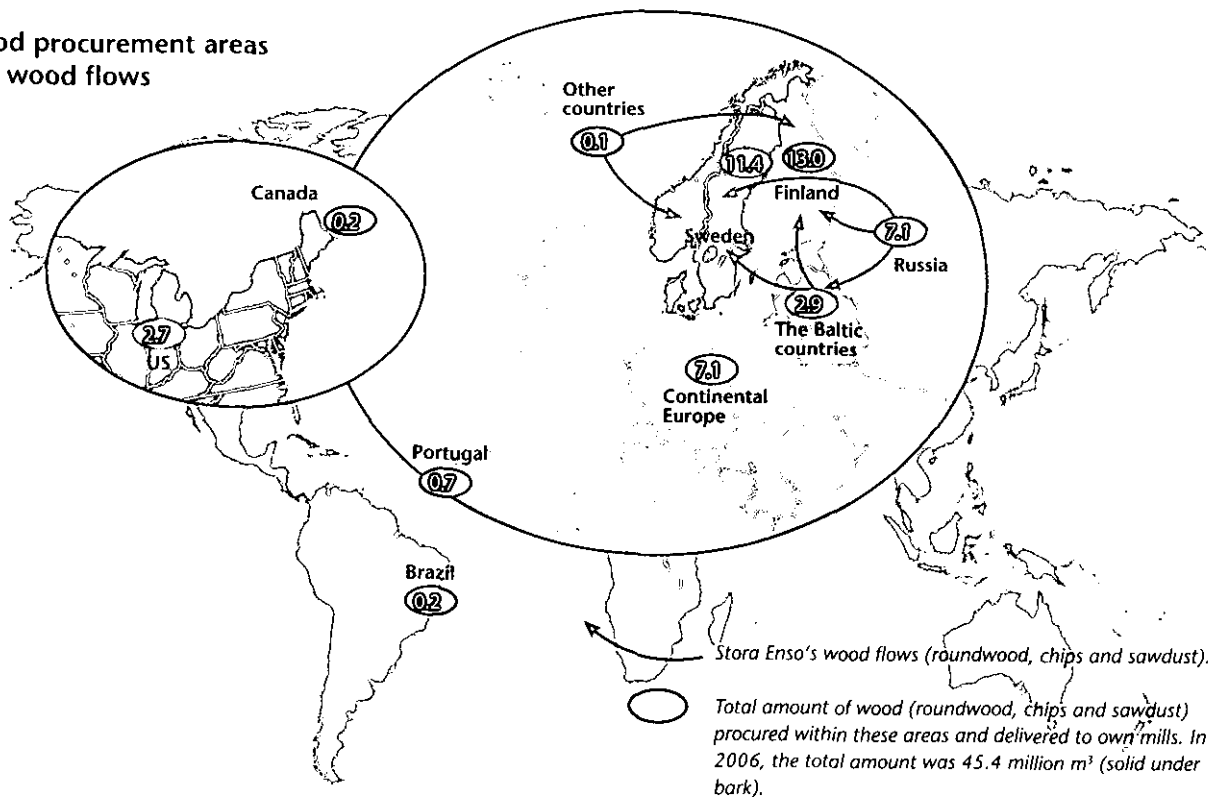 od procurement areas
wood flows
Other
countries
0.1
11.4
13.0
Finland
Canada
0.2
Sweden
7.1
Russia
2.7
US
2.9
The Baltic
countries
7.1
Continental
Europe
Portugal
0.7
Brazil
0.2
Stora Enso's wood flows (roundwood, chips and sawdust).
Total amount of wood (roundwood, chips and sawdust)
procured within these areas and delivered to own mills. In
2006, the total amount was 45.4 million m³ (solid under
bark).